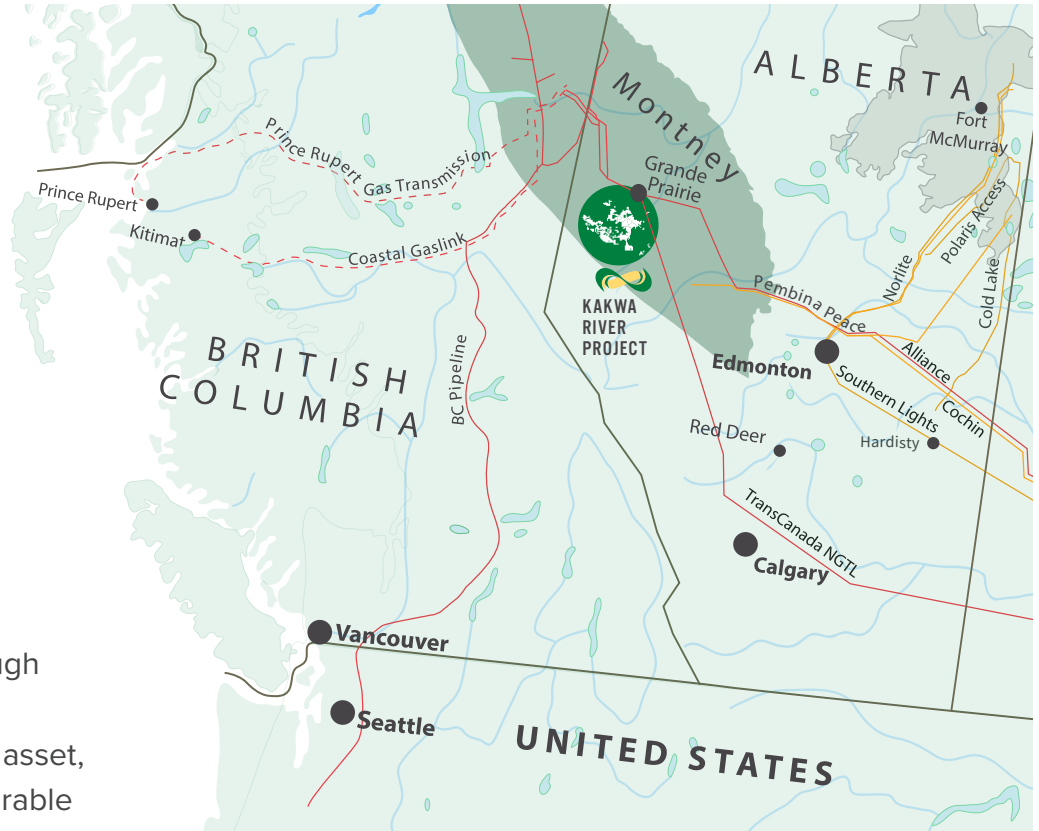 ALBERTA
Fort
McMurray
Montney
Grande
Prairie
Prince Rupert
Gas Transmission
Prince Rupert
Kitimat
Coastal Gaslink
Polaris Access
Norlite
Cold Lake
KAKWA
RIVER
PROJECT
Pembina Peace
BRITISH
COLUMBIA
BC Pipeline
Edmonton
Alliance
Southern Lights
Cochin
Red Deer
Hardisty
TransCanada NGTL
Calgary
Vancouver
ugh
Seattle
UNITED STATES
asset,
rable